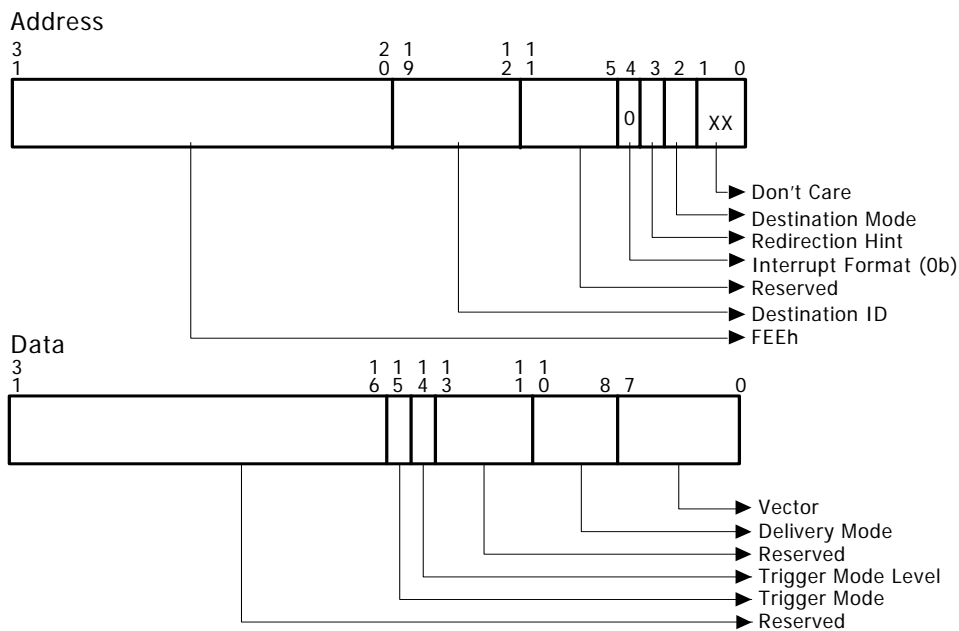 Address
3 2 1 1 1
1 0 9 2 1 5 4 3 2 1 0
0 XX
Don't Care
Destination Mode
Redirection Hint
Interrupt Format (0b)
Reserved
Destination ID
FEEh
Data
3 1 1 1 1 1 1
1 6 5 4 3 1 0 8 7 0
Vector
Delivery Mode
Reserved
Trigger Mode Level
Trigger Mode
Reserved